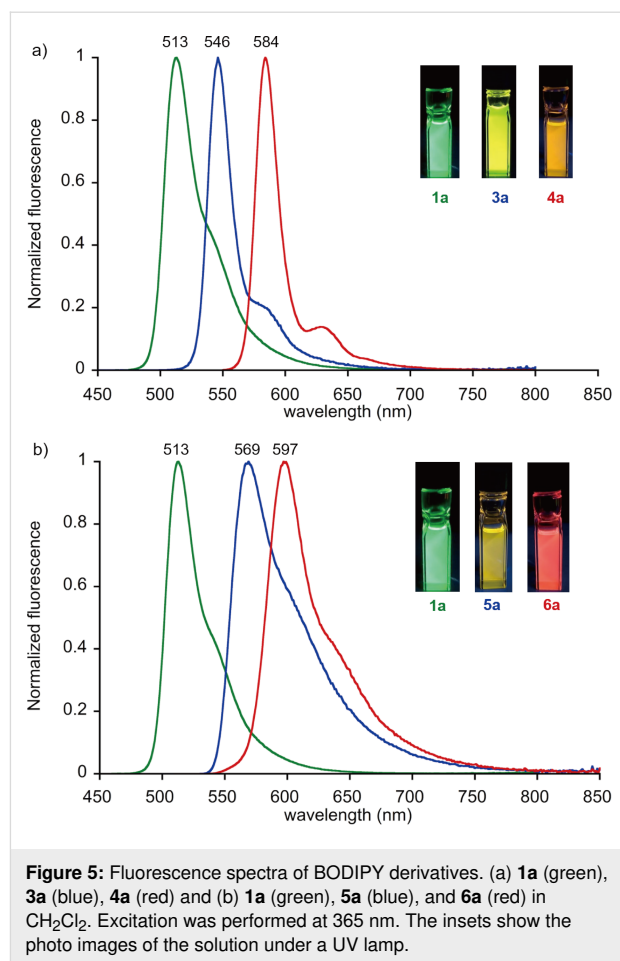 a)
513 546 584
1
0.8
0.6
0.4
0.2
0
Normalized fluorescence
1a 3a 4a
450 500 550 600 650 700 750 800 850
wavelength (nm)
b)
513 569 597
1
0.8
0.6
0.4
0.2
0
Normalized fluorescence
1a 5a 6a
450 500 550 600 650 700 750 800 850
wavelength (nm)
Figure 5: Fluorescence spectra of BODIPY derivatives. (a) 1a (green),
3a (blue), 4a (red) and (b) 1a (green), 5a (blue), and 6a (red) in
CH₂Cl₂. Excitation was performed at 365 nm. The insets show the
photo images of the solution under a UV lamp.